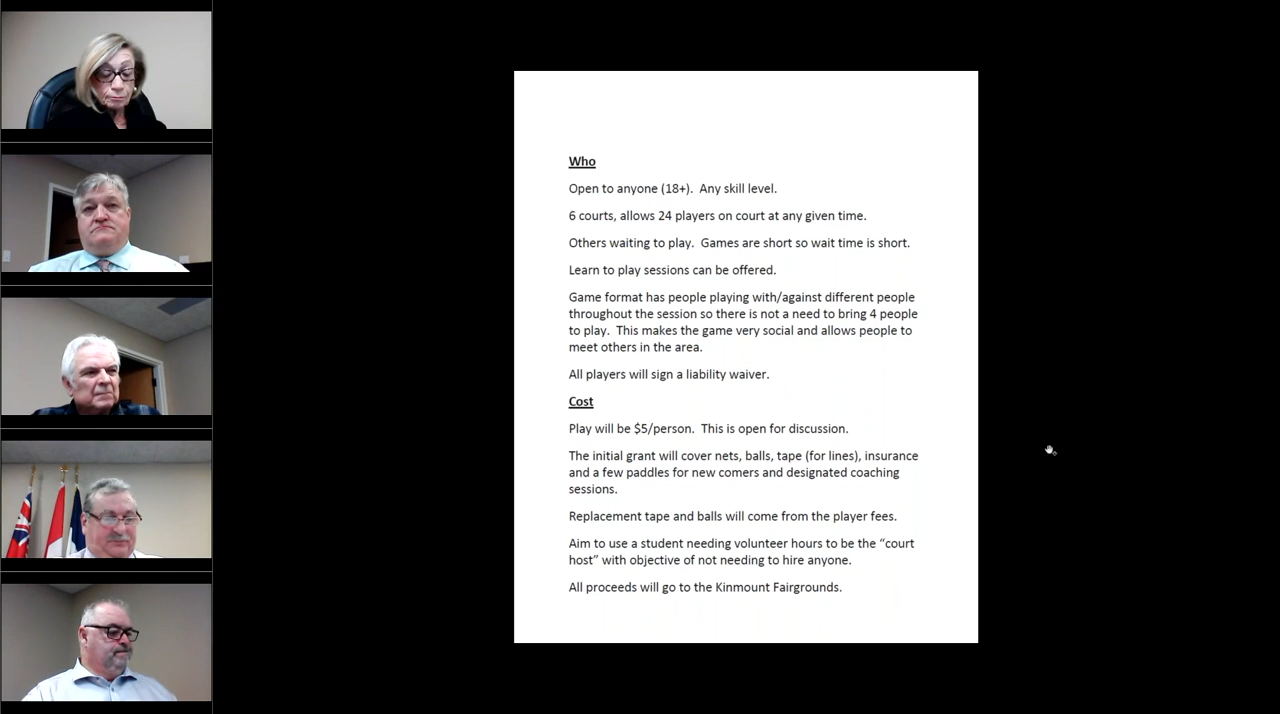 Who
Open to anyone (18+).  Any skill level.
6 courts, allows 24 players on court at any given time.
Others waiting to play.  Games are short so wait time is short.
Learn to play sessions can be offered.
Game format has people playing with/against different people
throughout the session so there is not a need to bring 4 people
to play.  This makes the game very social and allows people to
meet others in the area.
All players will sign a liability waiver.
Cost
Play will be $5/person.  This is open for discussion.
The initial grant will cover nets, balls, tape (for lines), insurance
and a few paddles for new comers and designated coaching
sessions.
Replacement tape and balls will come from the player fees.
Aim to use a student needing volunteer hours to be the “court
host” with objective of not needing to hire anyone.
All proceeds will go to the Kinmount Fairgrounds.